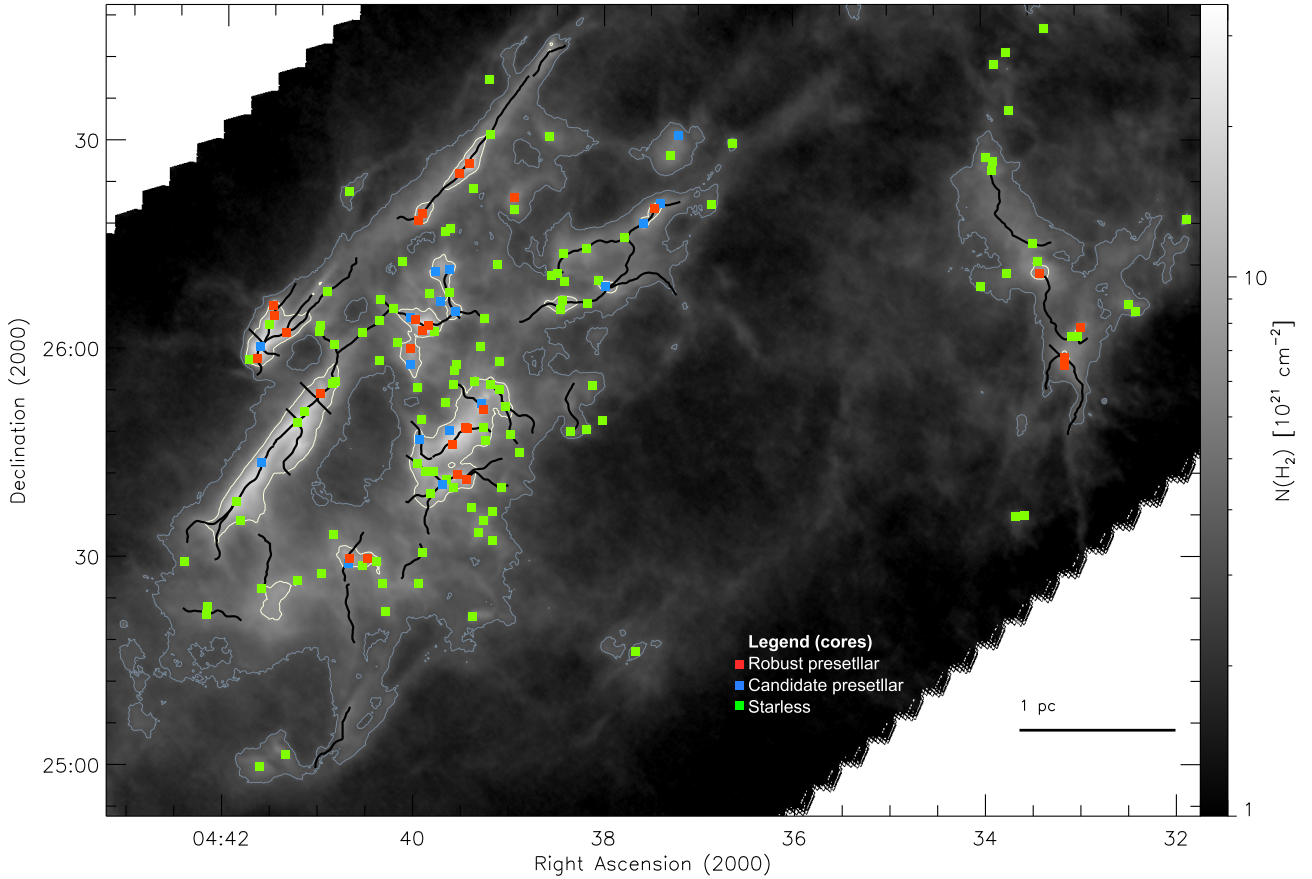 30
26:00
30
25:00
Declination (2000)
04:42
40
38
36
34
32
Right Ascension (2000)
Legend (cores)
Robust presetllar
Candidate presetllar
Starless
1 pc
10
1
N(H₂) [10²¹ cm⁻²]